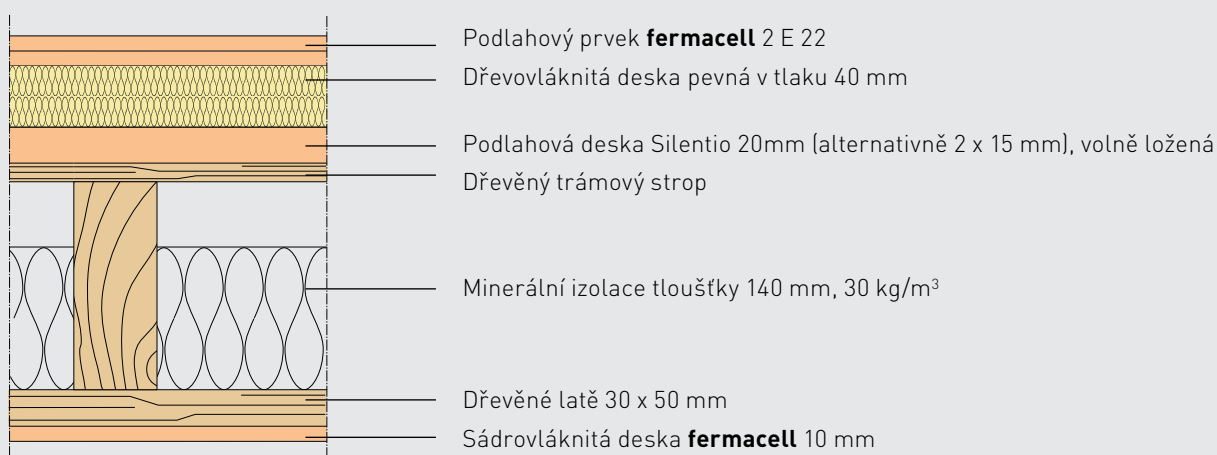 Podlahový prvek fermacell 2 E 22
Dřevovláknitá deska pevná v tlaku 40 mm
Podlahová deska Silentio 20mm (alternativně 2 x 15 mm), volně ložená
Dřevěný trámový strop
Minerální izolace tloušťky 140 mm, 30 kg/m³
Dřevěné latě 30 x 50 mm
Sádrovláknitá deska fermacell 10 mm